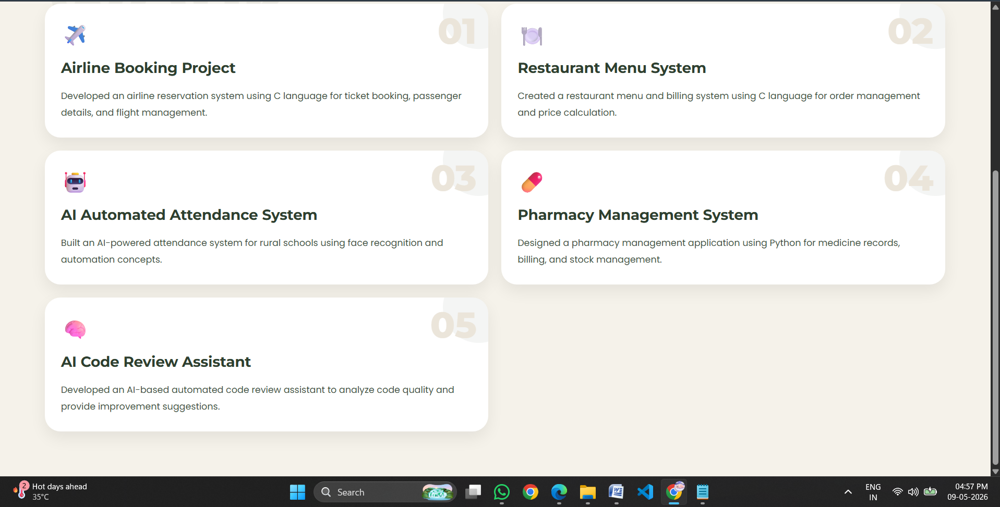 01
Airline Booking Project
Developed an airline reservation system using C language for ticket booking, passenger
details, and flight management.
02
Restaurant Menu System
Created a restaurant menu and billing system using C language for order management
and price calculation.
03
AI Automated Attendance System
Built an AI-powered attendance system for rural schools using face recognition and
automation concepts.
04
Pharmacy Management System
Designed a pharmacy management application using Python for medicine records,
billing, and stock management.
05
AI Code Review Assistant
Developed an AI-based automated code review assistant to analyze code quality and
provide improvement suggestions.
2
Hot days ahead
35°C
Search
ENG
IN
04:57 PM
09-05-2026